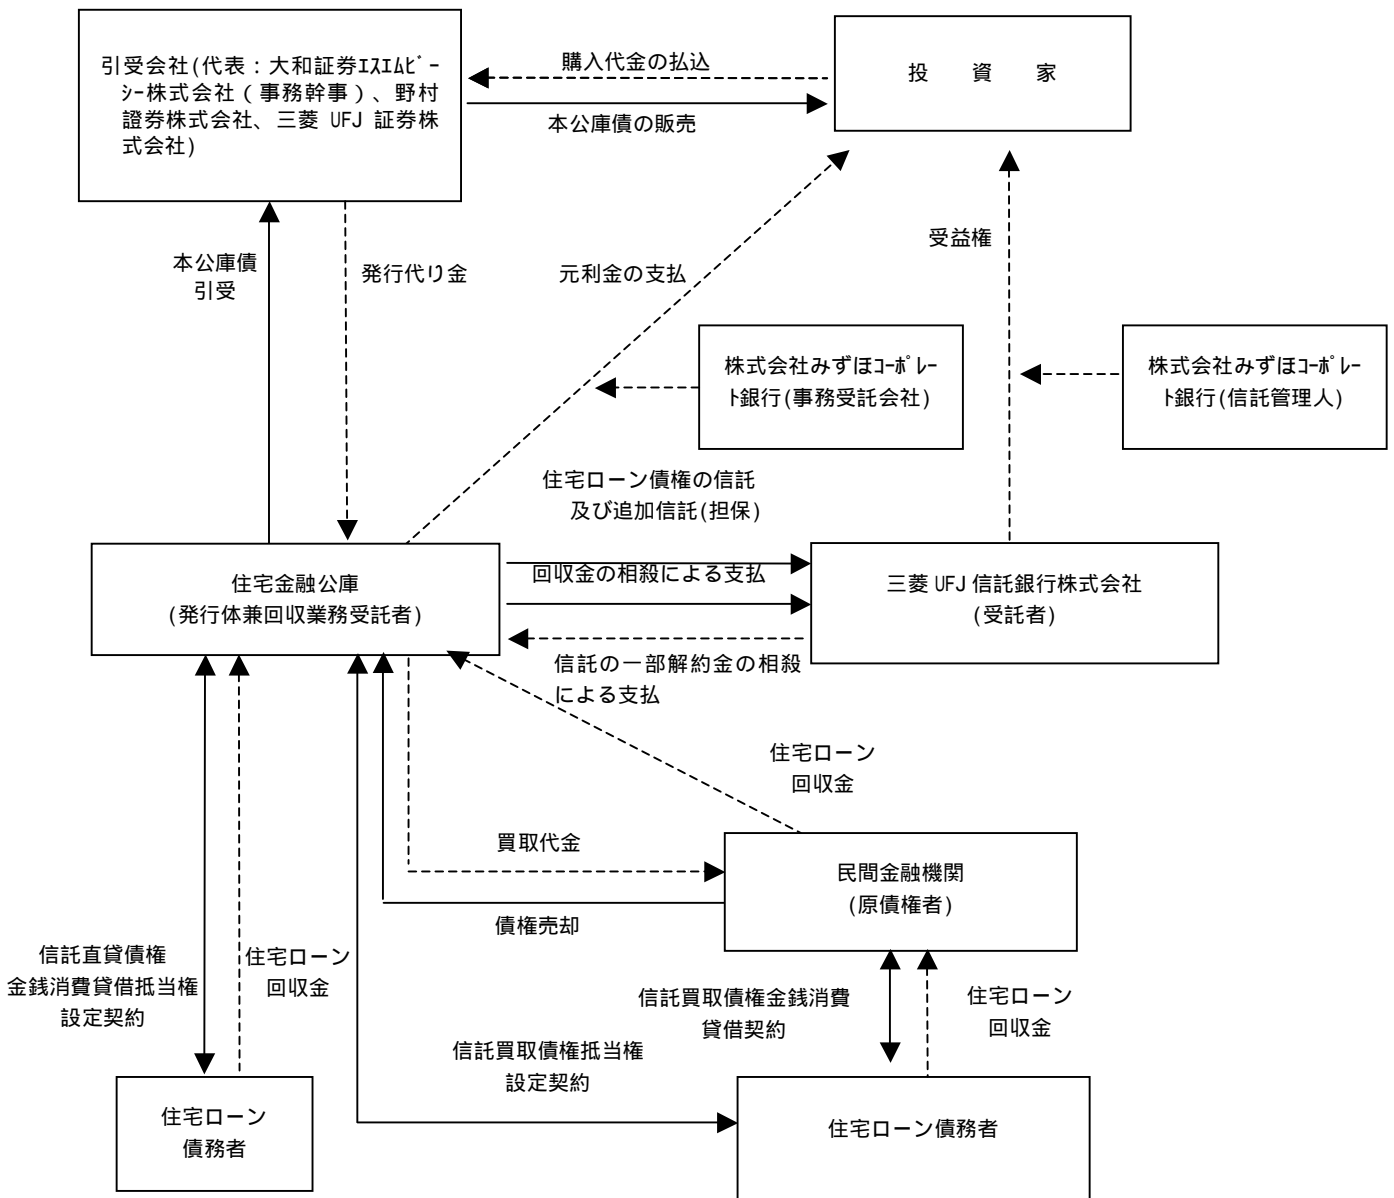 引受会社(代表：大和証券ｴｽｴﾑﾋﾞｰ
ｼｰ株式会社（事務幹事）、野村
證券株式会社、三菱 UFJ 証券株
式会社)
購入代金の払込
投 資 家
本公庫債の販売
本公庫債
引受
発行代り金
元利金の支払
受益権
株式会社みずほｺｰﾎﾟﾚｰ
ﾄ銀行(事務受託会社)
株式会社みずほｺｰﾎﾟﾚｰ
ﾄ銀行(信託管理人)
住宅ローン債権の信託
及び追加信託(担保)
住宅金融公庫
(発行体兼回収業務受託者)
回収金の相殺による支払
三菱 UFJ 信託銀行株式会社
(受託者)
信託の一部解約金の相殺
による支払
住宅ローン
回収金
買取代金
民間金融機関
(原債権者)
債権売却
信託直貸債権
金銭消費貸借抵当権
設定契約
住宅ローン
回収金
信託買取債権金銭消費
貸借契約
住宅ローン
回収金
信託買取債権抵当権
設定契約
住宅ローン
債務者
住宅ローン債務者